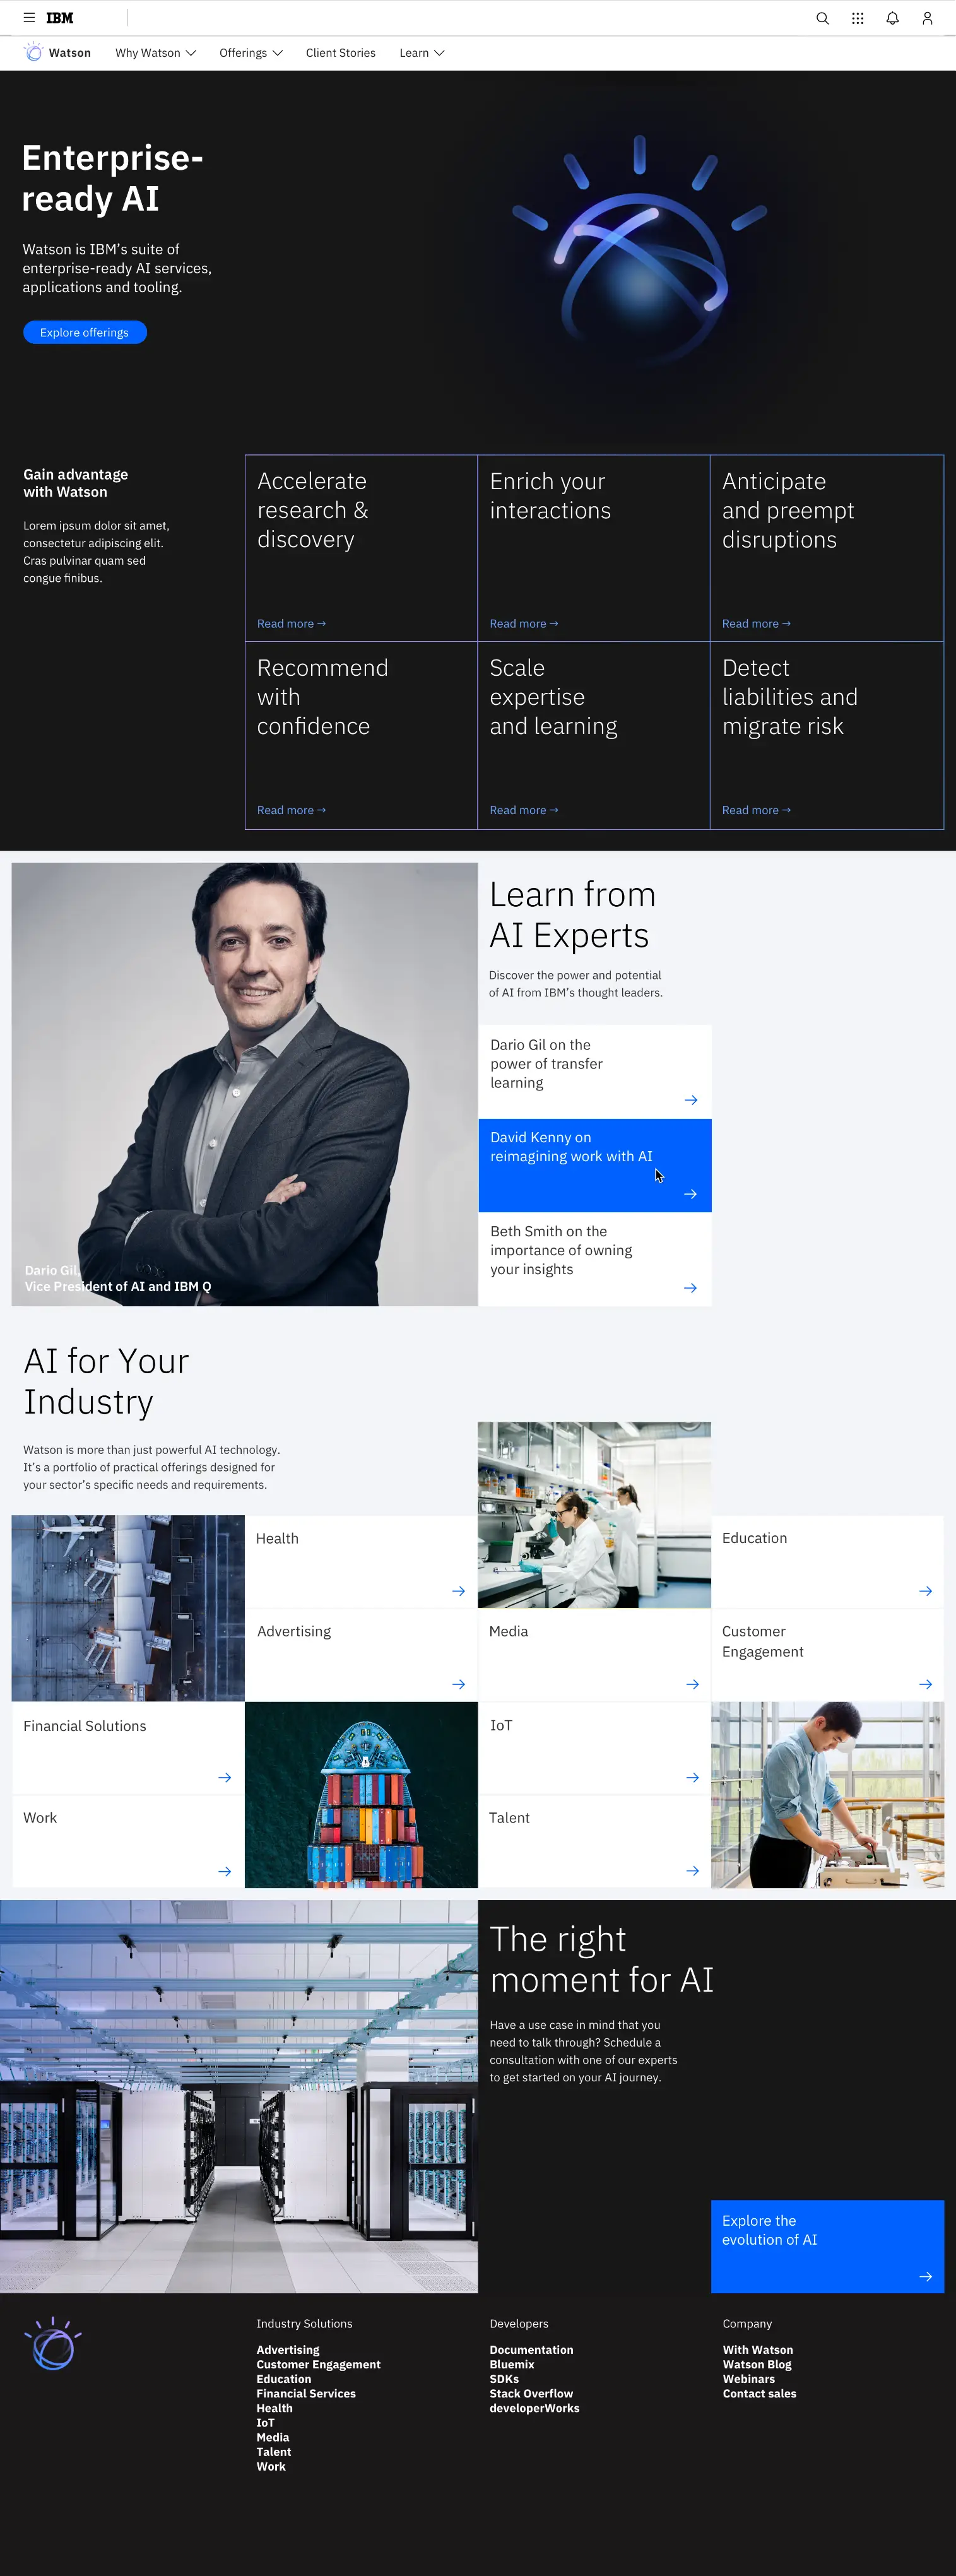 IBM
Watson
Why Watson
Offerings
Client Stories
Learn
Enterprise-
ready AI
Watson is IBM's suite of
enterprise-ready AI services,
applications and tooling.
Explore offerings
Gain advantage
with Watson
Lorem ipsum dolor sit amet,
consectetur adipiscing elit.
Cras pulvinar quam sed
congue finibus.
Accelerate
research &
discovery
Read more →
Enrich your
interactions
Read more →
Anticipate
and preempt
disruptions
Read more →
Recommend
with
confidence
Read more →
Scale
expertise
and learning
Read more →
Detect
liabilities and
migrate risk
Read more →
Dario Gil,
Vice President of AI and IBM Q
Learn from
AI Experts
Discover the power and potential
of AI from IBM's thought leaders.
Dario Gil on the
power of transfer
learning
David Kenny on
reimagining work with AI
Beth Smith on the
importance of owning
your insights
AI for Your
Industry
Watson is more than just powerful AI technology.
It's a portfolio of practical offerings designed for
your sector's specific needs and requirements.
Health
Education
Advertising
Media
Customer
Engagement
Financial Solutions
IoT
Work
Talent
The right
moment for AI
Have a use case in mind that you
need to talk through? Schedule a
consultation with one of our experts
to get started on your AI journey.
Explore the
evolution of AI
Industry Solutions
Advertising
Customer Engagement
Education
Financial Services
Health
IoT
Media
Talent
Work
Developers
Documentation
Bluemix
SDKs
Stack Overflow
developerWorks
Company
With Watson
Watson Blog
Webinars
Contact sales